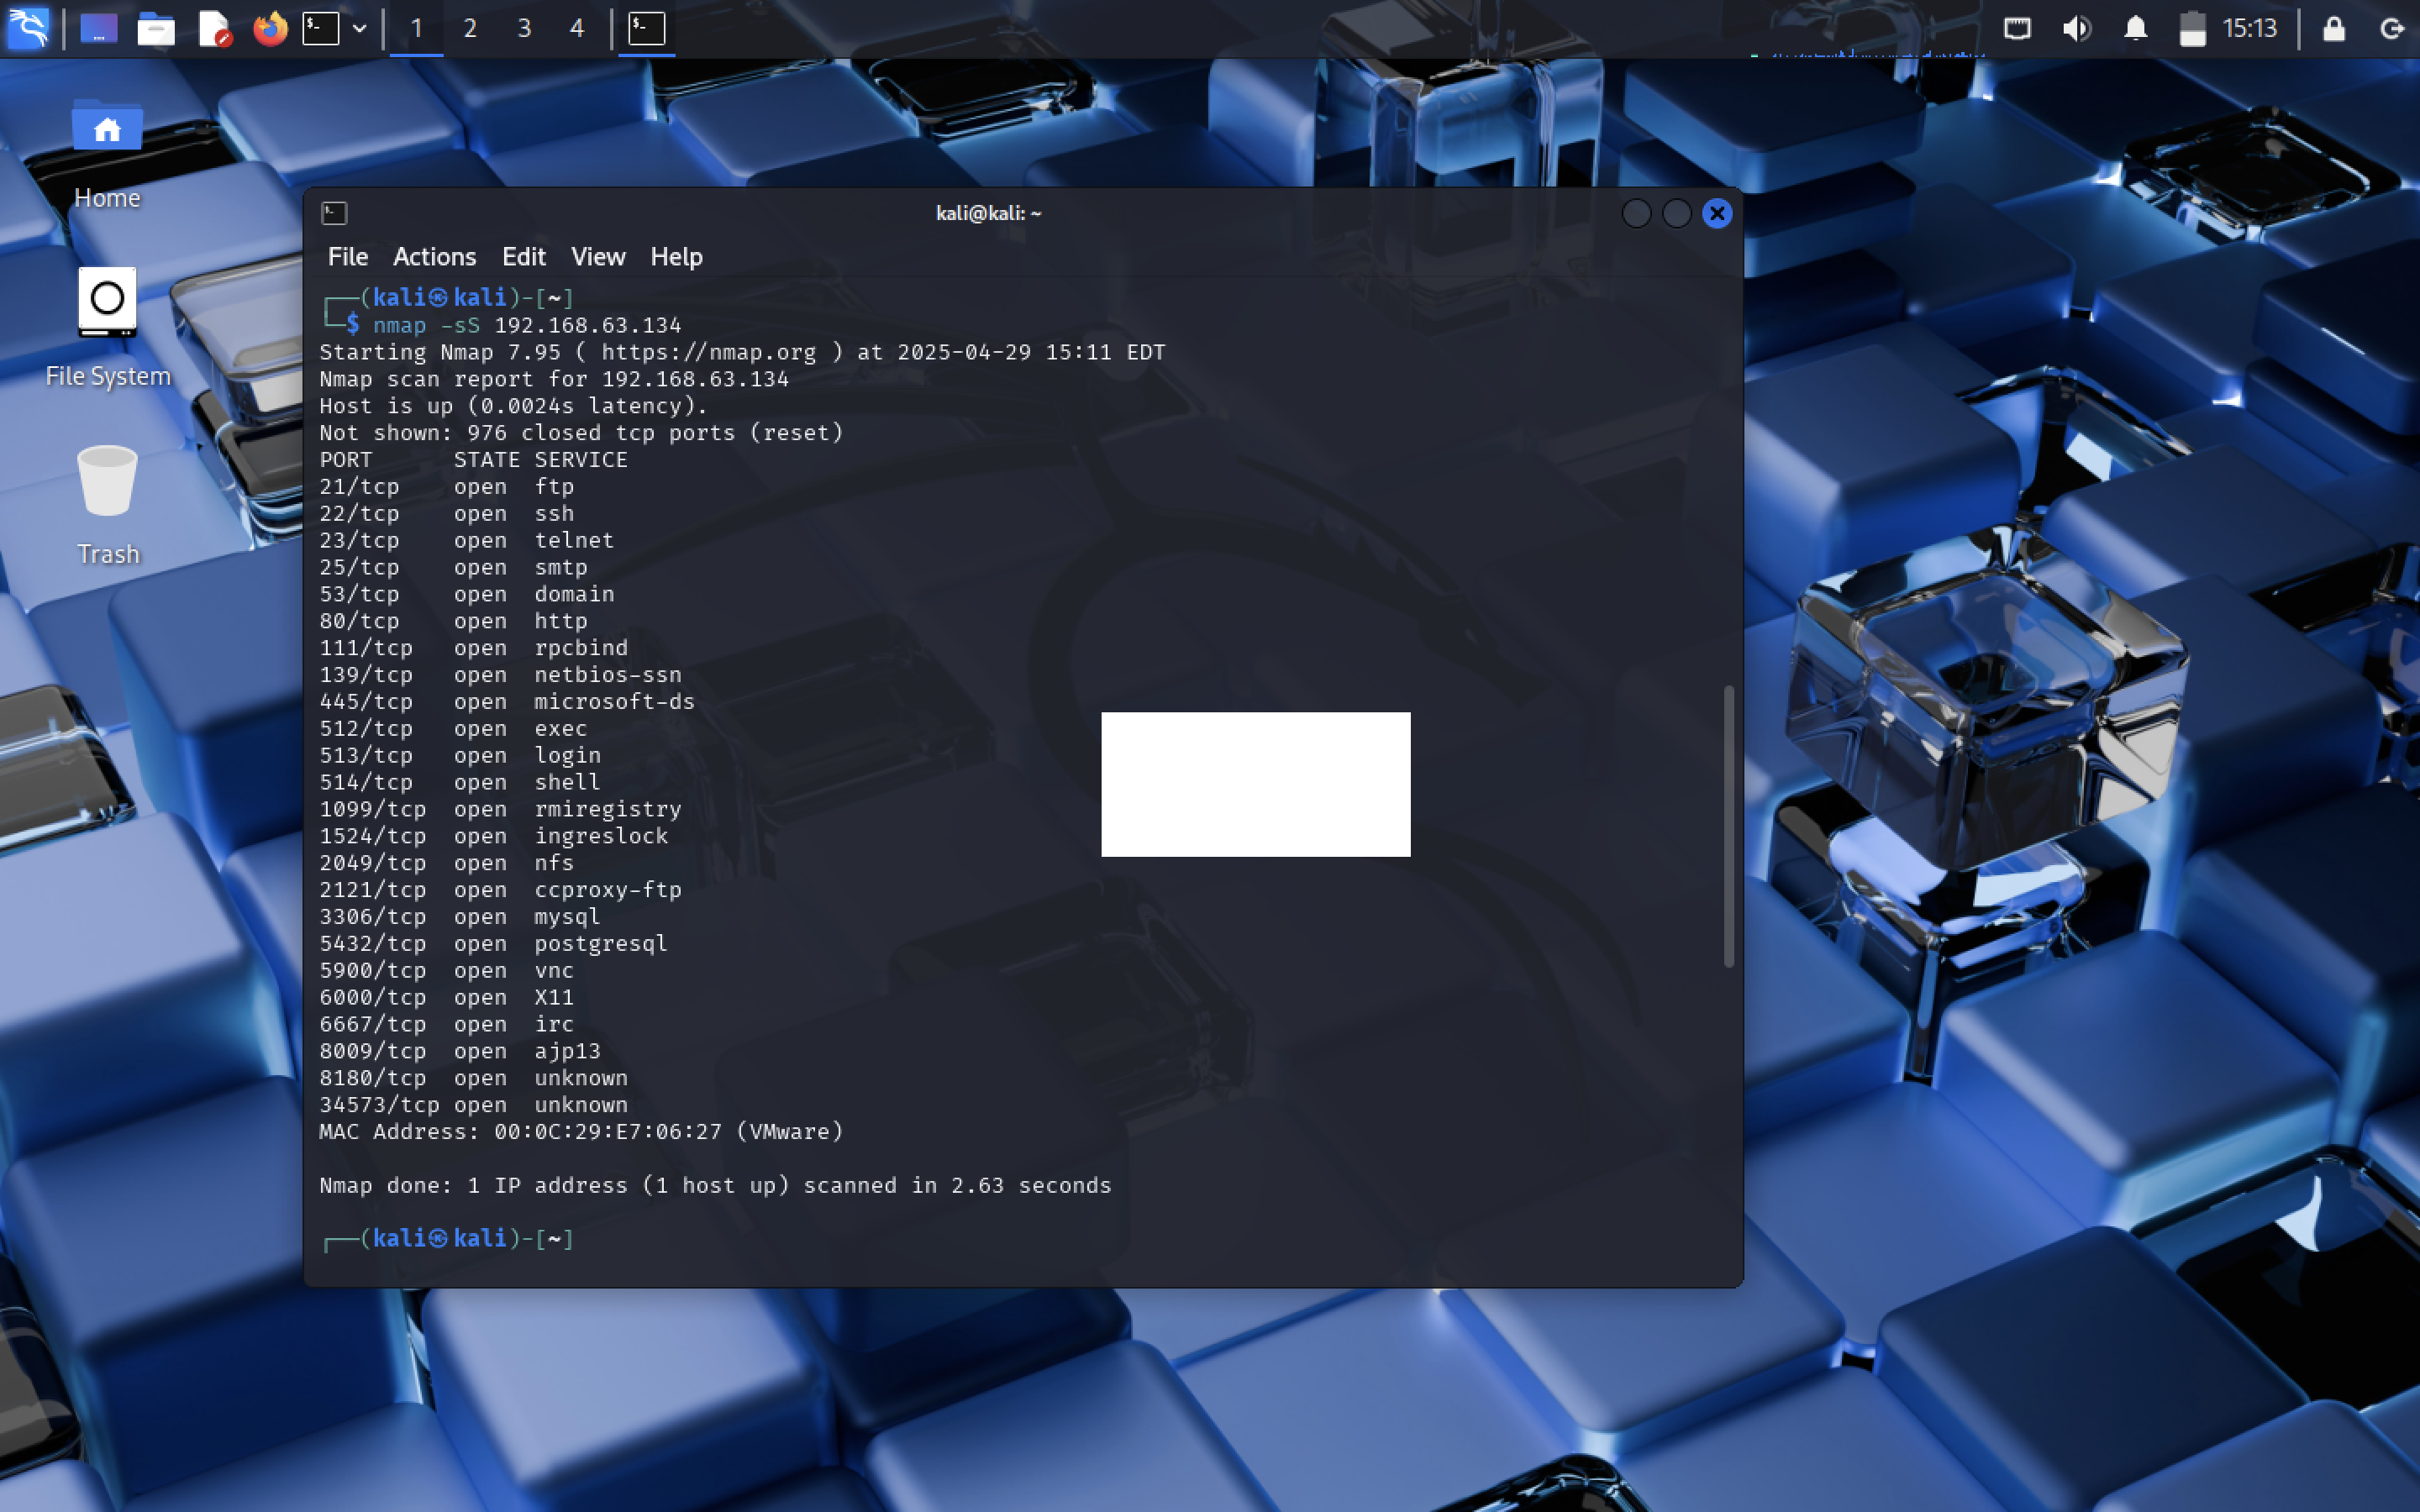 1 2 3 4 15:13
Home
File System
Trash
kali@kali: ~
File Actions Edit View Help
┌──(kali㉿kali)-[~]
└─$ nmap -sS 192.168.63.134
Starting Nmap 7.95 ( https://nmap.org ) at 2025-04-29 15:11 EDT
Nmap scan report for 192.168.63.134
Host is up (0.0024s latency).
Not shown: 976 closed tcp ports (reset)
PORT      STATE SERVICE
21/tcp    open  ftp
22/tcp    open  ssh
23/tcp    open  telnet
25/tcp    open  smtp
53/tcp    open  domain
80/tcp    open  http
111/tcp   open  rpcbind
139/tcp   open  netbios-ssn
445/tcp   open  microsoft-ds
512/tcp   open  exec
513/tcp   open  login
514/tcp   open  shell
1099/tcp  open  rmiregistry
1524/tcp  open  ingreslock
2049/tcp  open  nfs
2121/tcp  open  ccproxy-ftp
3306/tcp  open  mysql
5432/tcp  open  postgresql
5900/tcp  open  vnc
6000/tcp  open  X11
6667/tcp  open  irc
8009/tcp  open  ajp13
8180/tcp  open  unknown
34573/tcp open  unknown
MAC Address: 00:0C:29:E7:06:27 (VMware)
Nmap done: 1 IP address (1 host up) scanned in 2.63 seconds
┌──(kali㉿kali)-[~]